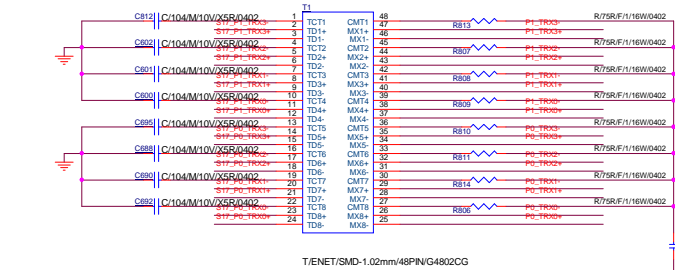 T1
C812 C/104/M/10V/X5R/0402 1 TCT1 CMT1 48 R813 R/75R/F/1/16W/0402
S17_P1_TRX3- 2 TD1+ MX1+ 47 P1_TRX3-
S17_P1_TRX3+ 3 TD1- MX1- 46 P1_TRX3+
C602 C/104/M/10V/X5R/0402 4 TCT2 CMT2 45 R807 R/75R/F/1/16W/0402
S17_P1_TRX2- 5 TD2+ MX2+ 44 P1_TRX2-
S17_P1_TRX2+ 6 TD2- MX2- 43 P1_TRX2+
C601 C/104/M/10V/X5R/0402 7 TCT3 CMT3 42 R808 R/75R/F/1/16W/0402
S17_P1_TRX1- 8 TD3+ MX3+ 41 P1_TRX1-
S17_P1_TRX1+ 9 TD3- MX3- 40 P1_TRX1+
C600 C/104/M/10V/X5R/0402 10 TCT4 CMT4 39 R809 R/75R/F/1/16W/0402
S17_P1_TRX0- 11 TD4+ MX4+ 38 P1_TRX0-
S17_P1_TRX0+ 12 TD4- MX4- 37 P1_TRX0+
C695 C/104/M/10V/X5R/0402 13 TCT5 CMT5 36 R810 R/75R/F/1/16W/0402
S17_P0_TRX3- 14 TD5+ MX5+ 35 P0_TRX3-
S17_P0_TRX3+ 15 TD5- MX5- 34 P0_TRX3+
C688 C/104/M/10V/X5R/0402 16 TCT6 CMT6 33 R811 R/75R/F/1/16W/0402
S17_P0_TRX2- 17 TD6+ MX6+ 32 P0_TRX2-
S17_P0_TRX2+ 18 TD6- MX6- 31 P0_TRX2+
C690 C/104/M/10V/X5R/0402 19 TCT7 CMT7 30 R814 R/75R/F/1/16W/0402
S17_P0_TRX1- 20 TD7+ MX7+ 29 P0_TRX1-
S17_P0_TRX1+ 21 TD7- MX7- 28 P0_TRX1+
C692 C/104/M/10V/X5R/0402 22 TCT8 CMT8 27 R806 R/75R/F/1/16W/0402
S17_P0_TRX0- 23 TD8+ MX8+ 26 P0_TRX0-
S17_P0_TRX0+ 24 TD8- MX8- 25 P0_TRX0+
T/ENET/SMD-1.02mm/48PIN/G4802CG